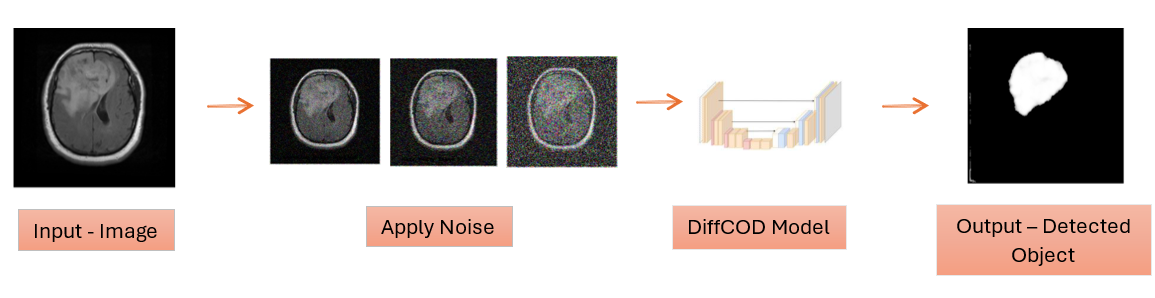 Input - Image
Apply Noise
DiffCOD Model
Output – Detected
Object